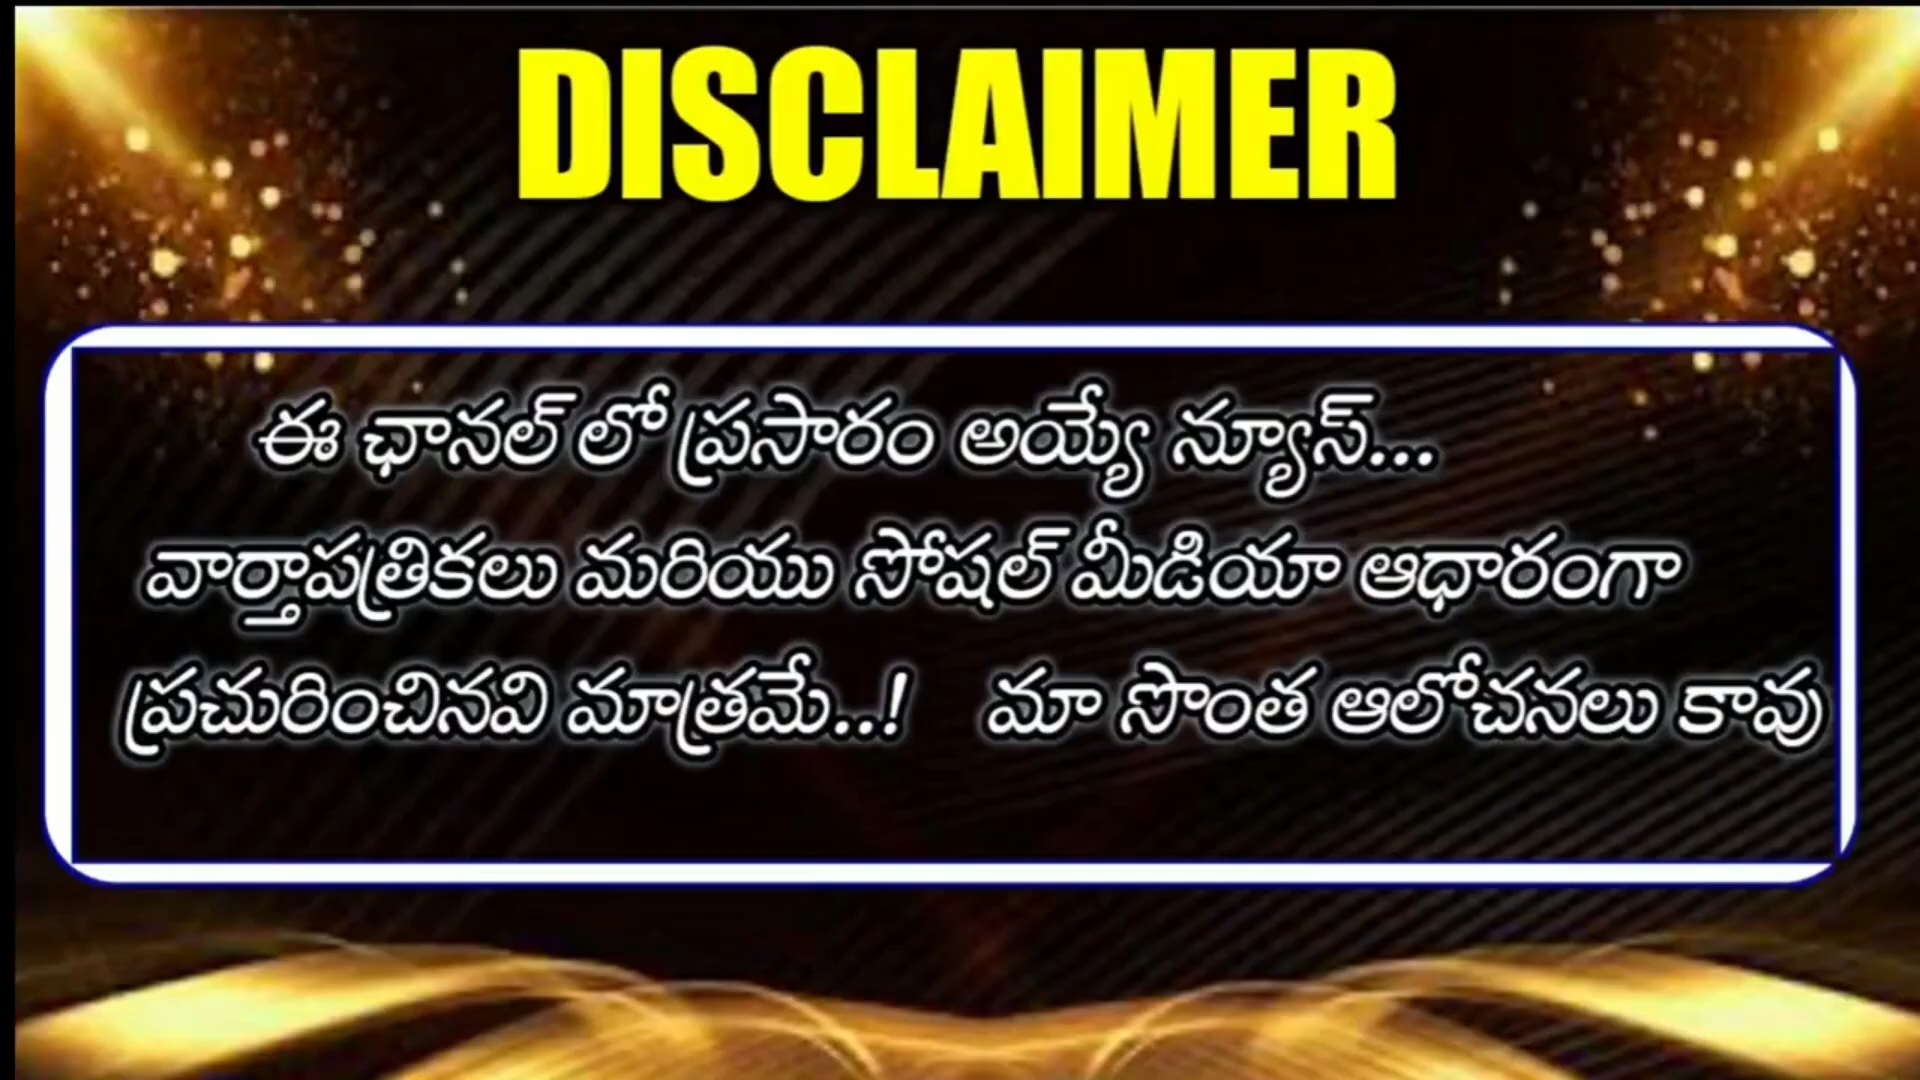 DISCLAIMER
ఈ ఛానల్ లో ప్రసారం అయ్యే న్యూస్...
వార్తాపత్రికలు మరియు సోషల్ మీడియా ఆధారంగా
ప్రచురించినవి మాత్రమే..! మా సొంత ఆలోచనలు కావు